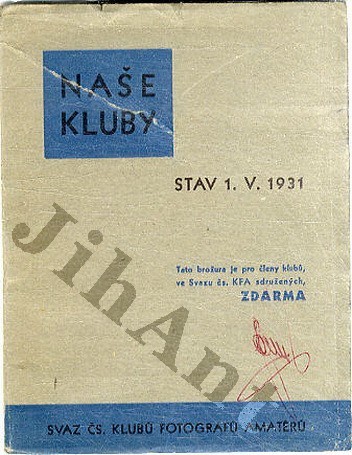 NAŠE
KLUBY
STAV 1. V. 1931
Tato brožura je pro členy klubů,
ve Svazu čs. KFA sdružených,
ZDARMA
SVAZ ČS. KLUBŮ FOTOGRAFŮ AMATÉRŮ
JihAnt